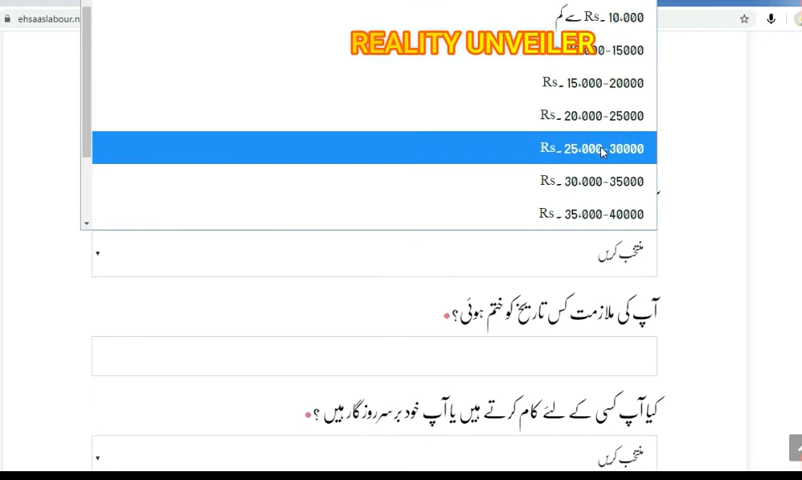 ehsaaslabour.n
Rs۔ 10،000 سے کم
REALITY UNVEILER
-15000
Rs۔ 15،000-20000
Rs۔ 20،000-25000
Rs۔ 25،000-30000
Rs۔ 30،000-35000
Rs۔ 35،000-40000
منتخب کریں
آپ کی ملازمت کس تاریخ کو ختم ہوئی؟
کیا آپ کسی کے لئے کام کرتے ہیں یا آپ خود برسرروزگار ہیں ؟
منتخب کریں